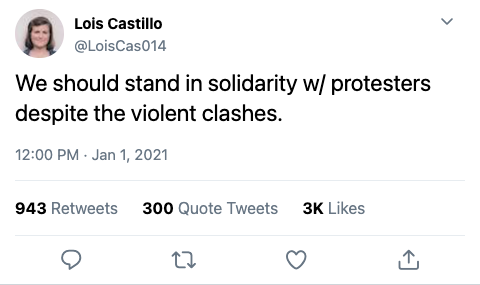 Lois Castillo
@LoisCas014
We should stand in solidarity w/ protesters
despite the violent clashes.
12:00 PM · Jan 1, 2021
943 Retweets 300 Quote Tweets 3K Likes